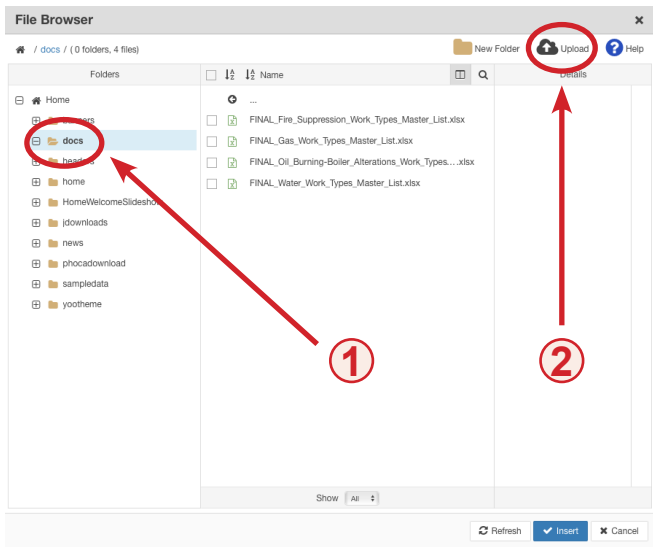 File Browser
/ docs / ( 0 folders, 4 files)
New Folder
Upload
Help
Folders
Name
Details
Home
...
FINAL_Fire_Suppression_Work_Types_Master_List.xlsx
docs
FINAL_Gas_Work_Types_Master_List.xlsx
headers
FINAL_Oil_Burning-Boiler_Alterations_Work_Types....xlsx
home
FINAL_Water_Work_Types_Master_List.xlsx
HomeWelcomeSlidesho
jdownloads
news
phocadownload
sampledata
yootheme
1
2
Show All
Refresh
Insert
Cancel